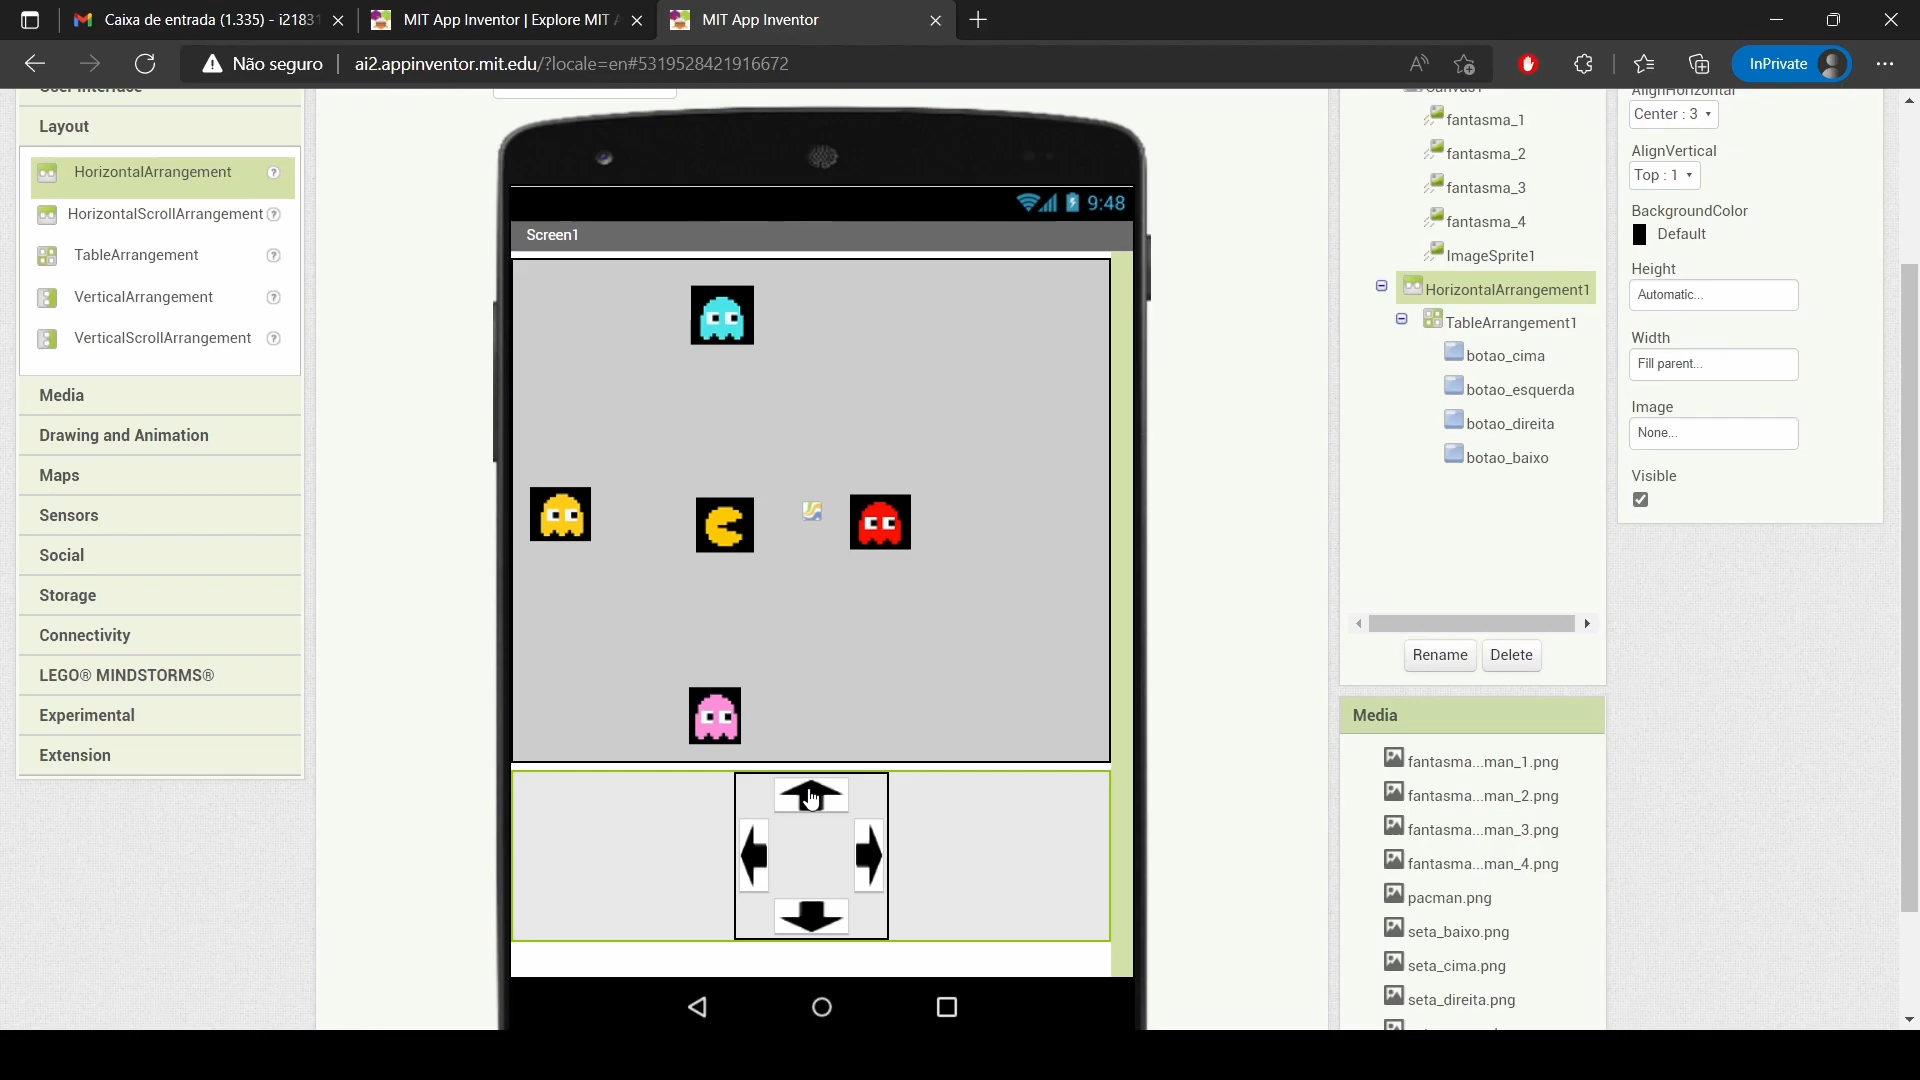 Caixa de entrada (1.335) - i2183
MIT App Inventor | Explore MIT
MIT App Inventor
Não seguro
ai2.appinventor.mit.edu/?locale=en#5319528421916672
InPrivate
User Interface
Layout
HorizontalArrangement ?
HorizontalScrollArrangement ?
TableArrangement ?
VerticalArrangement ?
VerticalScrollArrangement ?
Media
Drawing and Animation
Maps
Sensors
Social
Storage
Connectivity
LEGO® MINDSTORMS®
Experimental
Extension
9:48
Screen1
Canvas1
fantasma_1
fantasma_2
fantasma_3
fantasma_4
ImageSprite1
HorizontalArrangement1
TableArrangement1
botao_cima
botao_esquerda
botao_direita
botao_baixo
Rename
Delete
Media
fantasma...man_1.png
fantasma...man_2.png
fantasma...man_3.png
fantasma...man_4.png
pacman.png
seta_baixo.png
seta_cima.png
seta_direita.png
AlignHorizontal
Center : 3
AlignVertical
Top : 1
BackgroundColor
Default
Height
Automatic...
Width
Fill parent...
Image
None...
Visible